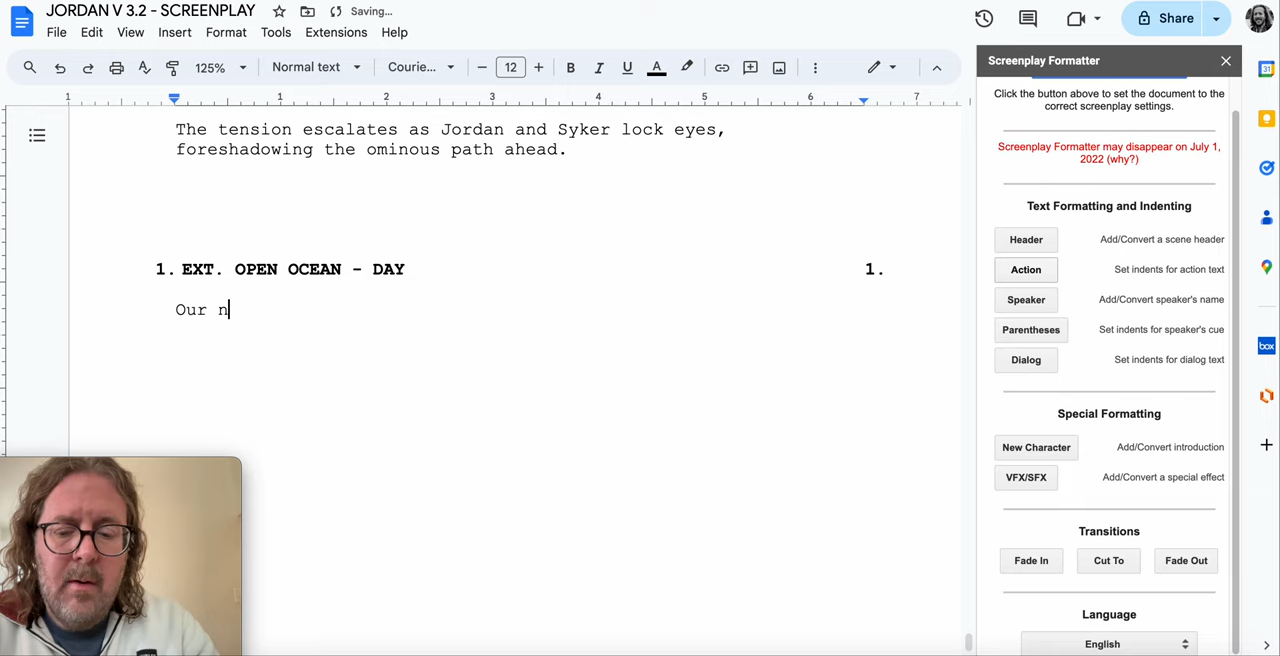 JORDAN V 3.2 - SCREENPLAY
Saving...
File Edit View Insert Format Tools Extensions Help
Share
125% Normal text Courie... 12 B I U A
1 1 2 3 4 5 6 7
The tension escalates as Jordan and Syker lock eyes,
foreshadowing the ominous path ahead.
1. EXT. OPEN OCEAN - DAY 1.
Our n
Screenplay Formatter
Click the button above to set the document to the
correct screenplay settings.
Screenplay Formatter may disappear on July 1,
2022 (why?)
Text Formatting and Indenting
Header Add/Convert a scene header
Action Set indents for action text
Speaker Add/Convert speaker's name
Parentheses Set indents for speaker's cue
Dialog Set indents for dialog text
Special Formatting
New Character Add/Convert introduction
VFX/SFX Add/Convert a special effect
Transitions
Fade In Cut To Fade Out
Language
English
31
box